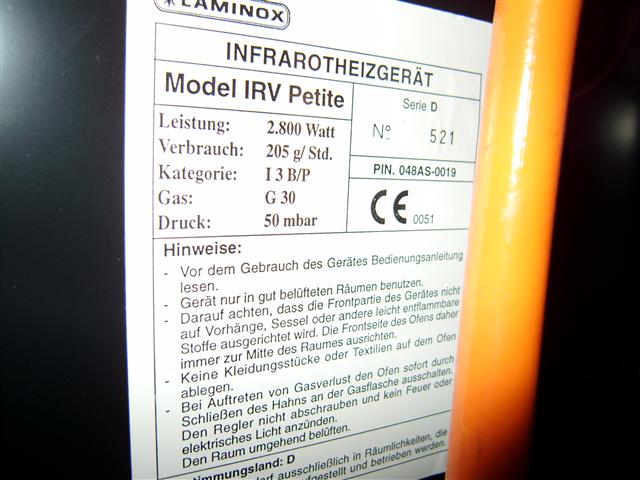 LAMINOX
INFRAROTHEIZGERÄT
Model IRV Petite
Serie D
Leistung: 2.800 Watt
Nº 521
Verbrauch: 205 g/ Std.
Kategorie: I 3 B/P
PIN. 048AS-0019
Gas: G 30
CE 0051
Druck: 50 mbar
Hinweise:
- Vor dem Gebrauch des Gerätes Bedienungsanleitung
lesen.
- Gerät nur in gut belüfteten Räumen benutzen.
- Darauf achten, dass die Frontpartie des Gerätes nicht
auf Vorhänge, Sessel oder andere leicht entflammbare
Stoffe ausgerichtet wird. Die Frontseite des Ofens daher
immer zur Mitte des Raumes ausrichten.
- Keine Kleidungsstücke oder Textilien auf dem Ofen
ablegen.
- Bei Auftreten von Gasverlust den Ofen sofort durch
Schließen des Hahns an der Gasflasche ausschalten.
Den Regler nicht abschrauben und kein Feuer oder
elektrisches Licht anzünden.
Den Raum umgehend belüften.
stimmungsland: D
darf ausschließlich in Räumlichkeiten, die
aufgestellt und betrieben werden.